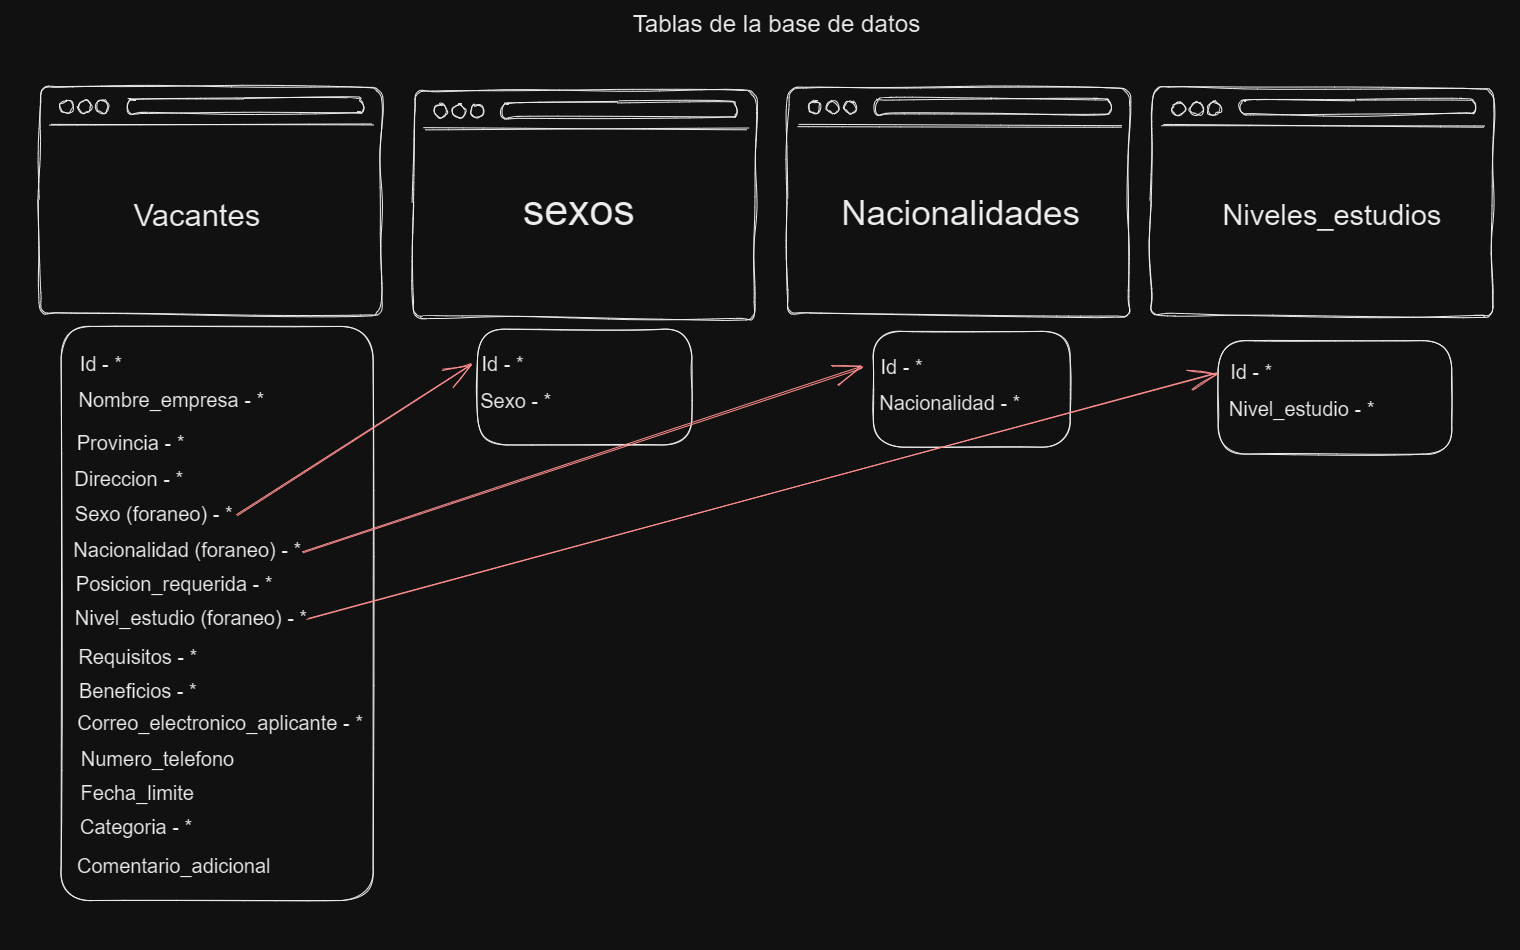 Tablas de la base de datos
Vacantes
sexos
Nacionalidades
Niveles_estudios
Id - *
Nombre_empresa - *
Provincia - *
Direccion - *
Sexo (foraneo) - *
Nacionalidad (foraneo) - *
Posicion_requerida - *
Nivel_estudio (foraneo) - *
Requisitos - *
Beneficios - *
Correo_electronico_aplicante - *
Numero_telefono
Fecha_limite
Categoria - *
Comentario_adicional
Id - *
Sexo - *
Id - *
Nacionalidad - *
Id - *
Nivel_estudio - *